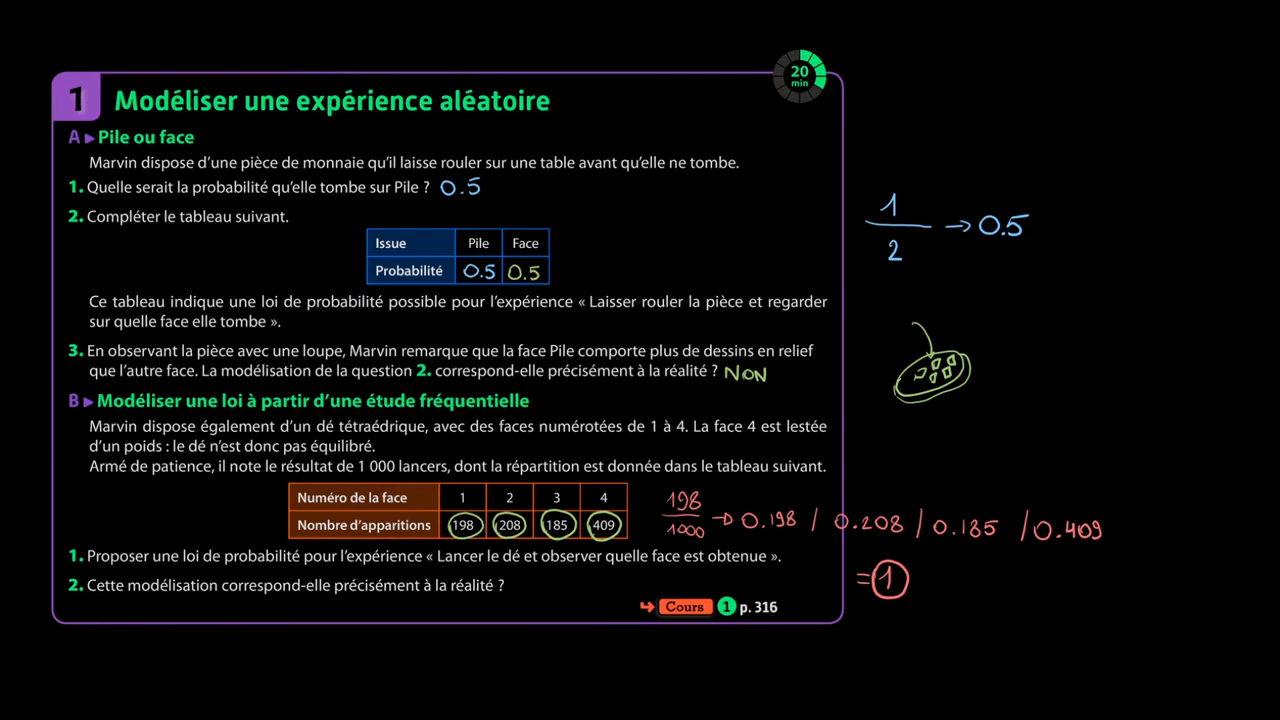 20
min
1 Modéliser une expérience aléatoire
A ▸ Pile ou face
Marvin dispose d'une pièce de monnaie qu'il laisse rouler sur une table avant qu'elle ne tombe.
1. Quelle serait la probabilité qu'elle tombe sur Pile ? 0.5
2. Compléter le tableau suivant.
Issue Pile Face
Probabilité 0.5 0.5
Ce tableau indique une loi de probabilité possible pour l'expérience « Laisser rouler la pièce et regarder
sur quelle face elle tombe ».
3. En observant la pièce avec une loupe, Marvin remarque que la face Pile comporte plus de dessins en relief
que l'autre face. La modélisation de la question 2. correspond-elle précisément à la réalité ? NON
B ▸ Modéliser une loi à partir d'une étude fréquentielle
Marvin dispose également d'un dé tétraédrique, avec des faces numérotées de 1 à 4. La face 4 est lestée
d'un poids : le dé n'est donc pas équilibré.
Armé de patience, il note le résultat de 1 000 lancers, dont la répartition est donnée dans le tableau suivant.
Numéro de la face 1 2 3 4
Nombre d'apparitions 198 208 185 409
1. Proposer une loi de probabilité pour l'expérience « Lancer le dé et observer quelle face est obtenue ».
2. Cette modélisation correspond-elle précisément à la réalité ?
↪ Cours 1 p. 316
1
2 → 0.5
198
1000 → 0.198 / 0.208 / 0.185 / 0.409
= 1